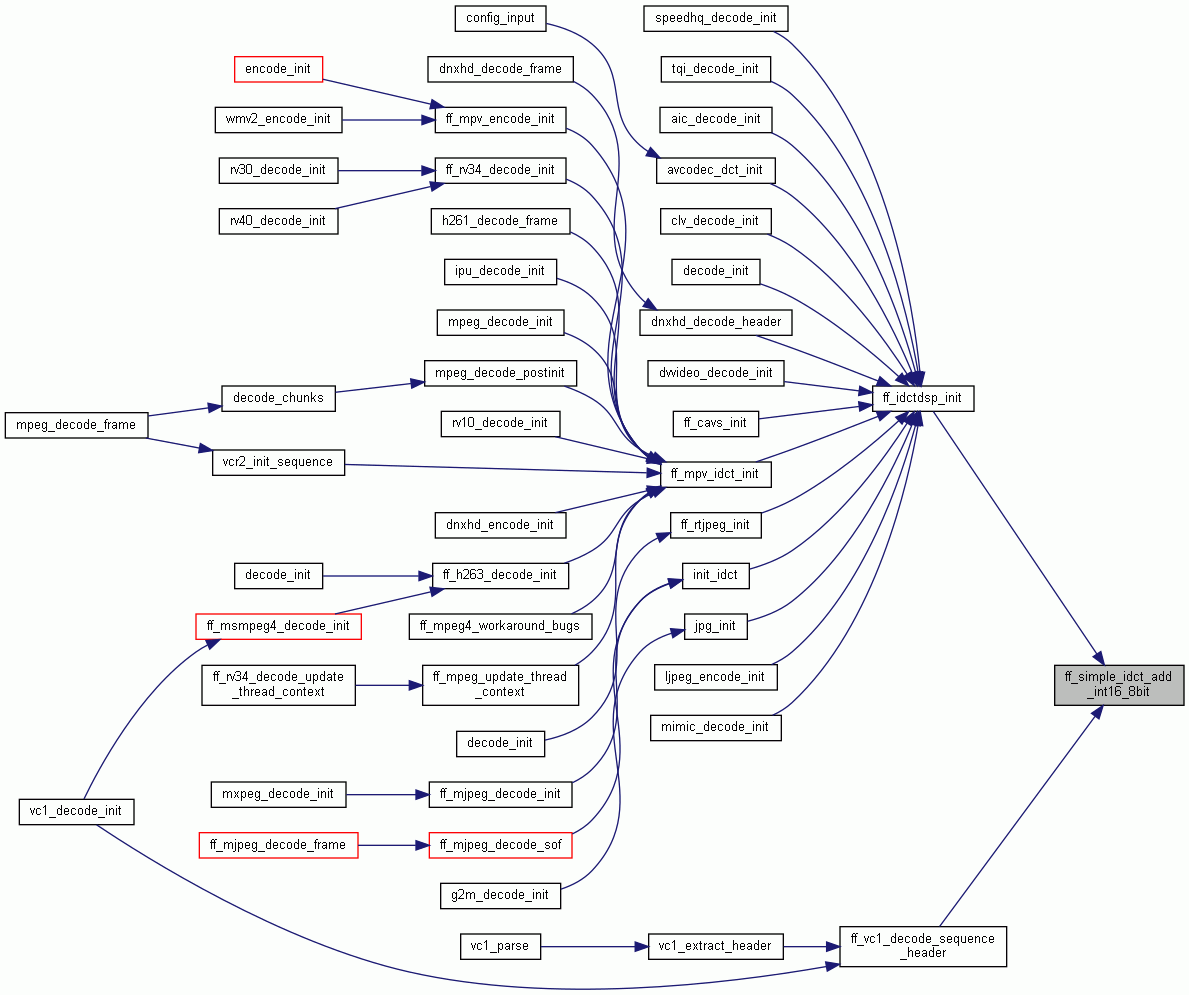 config_input
speedhq_decode_init
encode_init
dnxhd_decode_frame
tqi_decode_init
wmv2_encode_init
ff_mpv_encode_init
aic_decode_init
rv30_decode_init
ff_rv34_decode_init
avcodec_dct_init
rv40_decode_init
h261_decode_frame
clv_decode_init
ipu_decode_init
decode_init
mpeg_decode_init
dnxhd_decode_header
mpeg_decode_postinit
dvvideo_decode_init
decode_chunks
ff_idctdsp_init
mpeg_decode_frame
rv10_decode_init
ff_cavs_init
vcr2_init_sequence
ff_mpv_idct_init
dnxhd_encode_init
ff_rtjpeg_init
decode_init
ff_h263_decode_init
init_idct
ff_msmpeg4_decode_init
ff_mpeg4_workaround_bugs
jpg_init
ff_rv34_decode_update
_thread_context
ff_mpeg_update_thread
_context
ljpeg_encode_init
ff_simple_idct_add
_int16_8bit
decode_init
mimic_decode_init
mxpeg_decode_init
ff_mjpeg_decode_init
vc1_decode_init
ff_mjpeg_decode_frame
ff_mjpeg_decode_sof
g2m_decode_init
vc1_parse
vc1_extract_header
ff_vc1_decode_sequence
_header